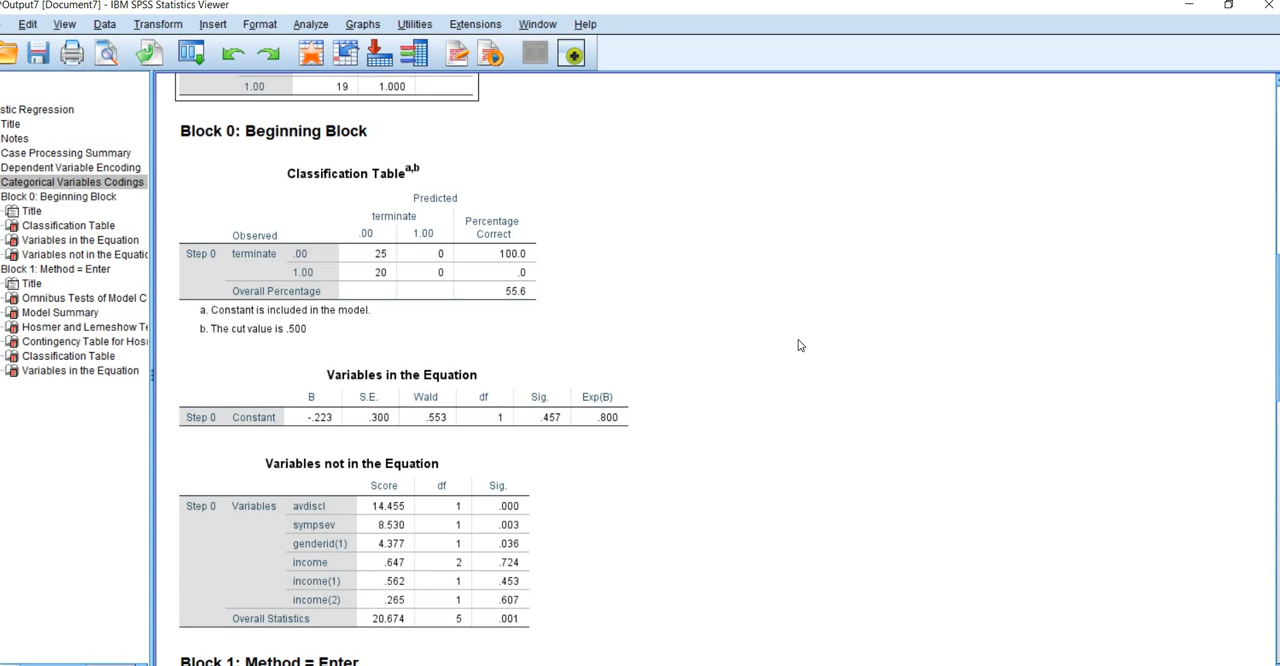 *Output7 [Document7] - IBM SPSS Statistics Viewer
Edit View Data Transform Insert Format Analyze Graphs Utilities Extensions Window Help
stic Regression
Title
Notes
Case Processing Summary
Dependent Variable Encoding
Categorical Variables Codings
Block 0: Beginning Block
Title
Classification Table
Variables in the Equation
Variables not in the Equatic
Block 1: Method = Enter
Title
Omnibus Tests of Model C
Model Summary
Hosmer and Lemeshow Te
Contingency Table for Hos
Classification Table
Variables in the Equation
1.00 19 1.000
Block 0: Beginning Block
Classification Table a,b
Predicted
terminate Percentage Correct
Observed .00 1.00
Step 0 terminate .00 25 0 100.0
1.00 20 0 .0
Overall Percentage 55.6
a. Constant is included in the model.
b. The cut value is .500
Variables in the Equation
B S.E. Wald df Sig. Exp(B)
Step 0 Constant -.223 .300 .553 1 .457 .800
Variables not in the Equation
Score df Sig.
Step 0 Variables avdiscl 14.455 1 .000
sympsev 8.530 1 .003
genderid(1) 4.377 1 .036
income .647 2 .724
income(1) .562 1 .453
income(2) .265 1 .607
Overall Statistics 20.674 5 .001
Block 1: Method = Enter